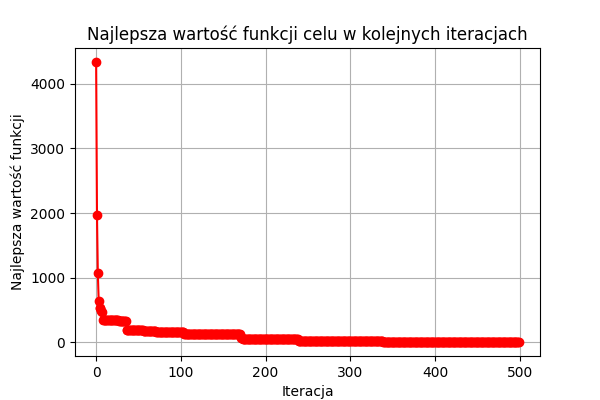 Najlepsza wartość funkcji celu w kolejnych iteracjach
Najlepsza wartość funkcji
4000
3000
2000
1000
0
0 100 200 300 400 500
Iteracja